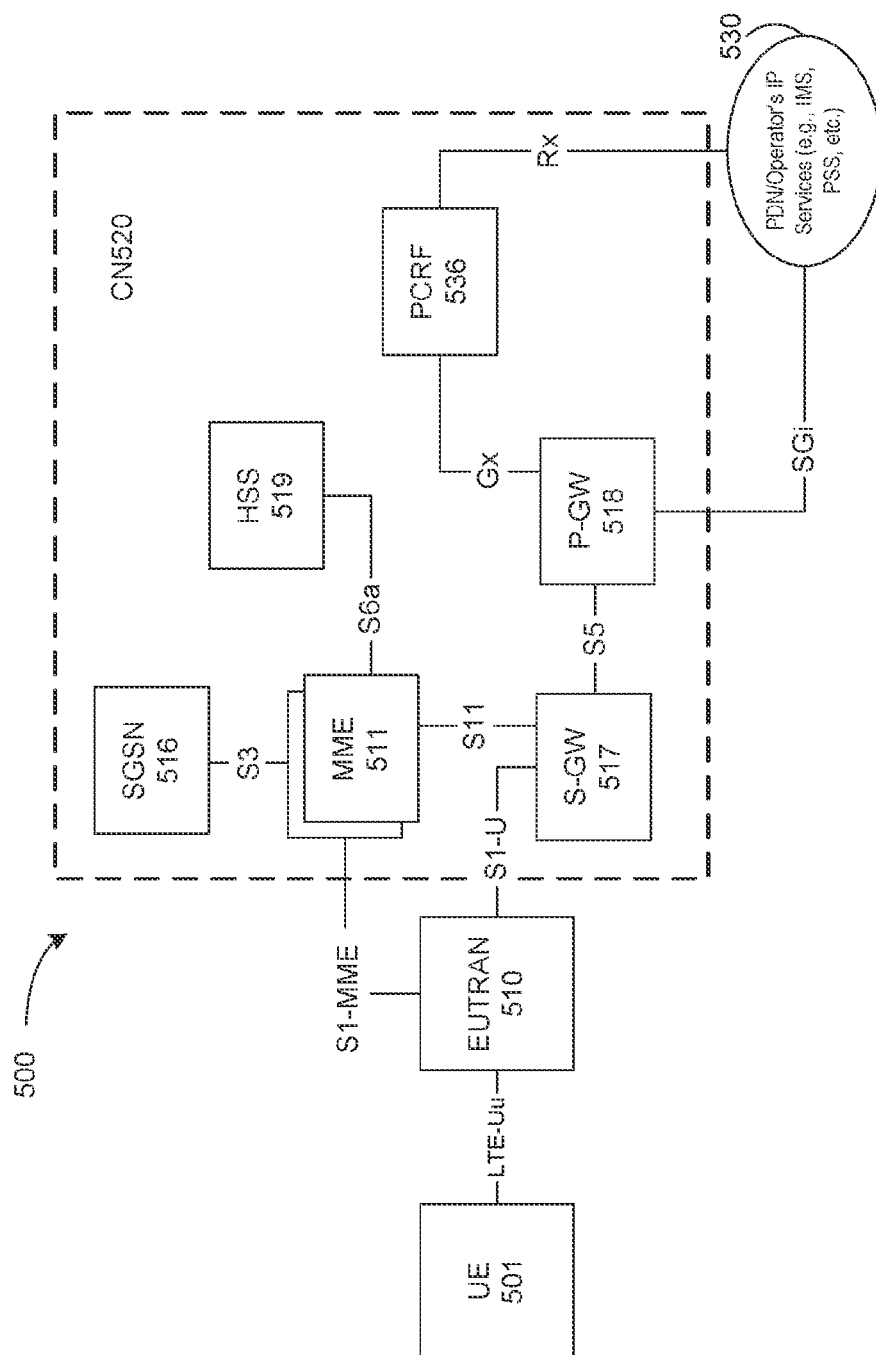 500
CN520
SGSN
516
S3
HSS
519
S6a
MME
511
S1-MME
S11
PCRF
536
Gx
Rx
UE
501
LTE-Uu
EUTRAN
510
S1-U
S-GW
517
S5
P-GW
518
SGi
530
PDN/Operator's IP
Services (e.g., IMS,
PSS, etc.)